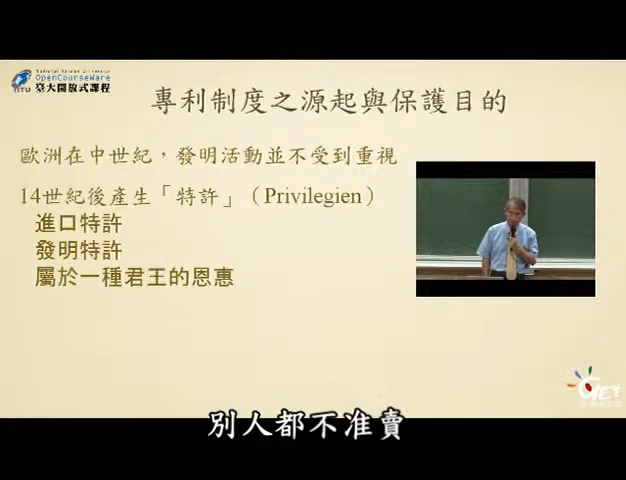 OpenCourseWare
臺大開放式課程
專利制度之源起與保護目的
歐洲在中世紀，發明活動並不受到重視
14世紀後產生「特許」（Privilegien）
進口特許
發明特許
屬於一種君王的恩惠
別人都不准賣